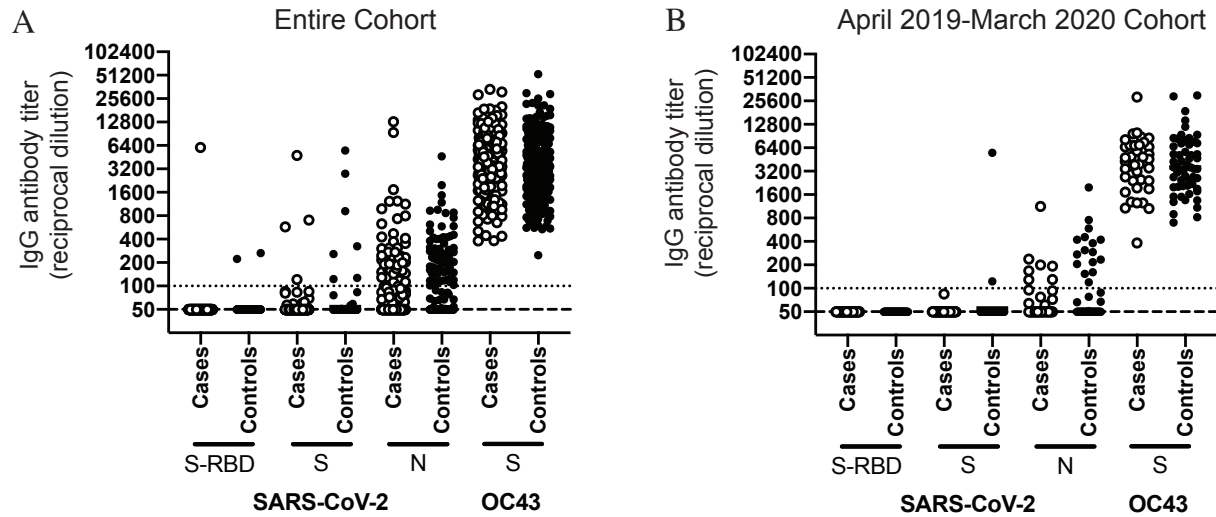 A
Entire Cohort
IgG antibody titer
(reciprocal dilution)
102400
51200
25600
12800
6400
3200
1600
800
400
200
100
50
Cases
Controls
Cases
Controls
Cases
Controls
Cases
Controls
S-RBD
S
N
S
SARS-CoV-2
OC43
B
April 2019-March 2020 Cohort
IgG antibody titer
(reciprocal dilution)
102400
51200
25600
12800
6400
3200
1600
800
400
200
100
50
Cases
Controls
Cases
Controls
Cases
Controls
Cases
Controls
S-RBD
S
N
S
SARS-CoV-2
OC43